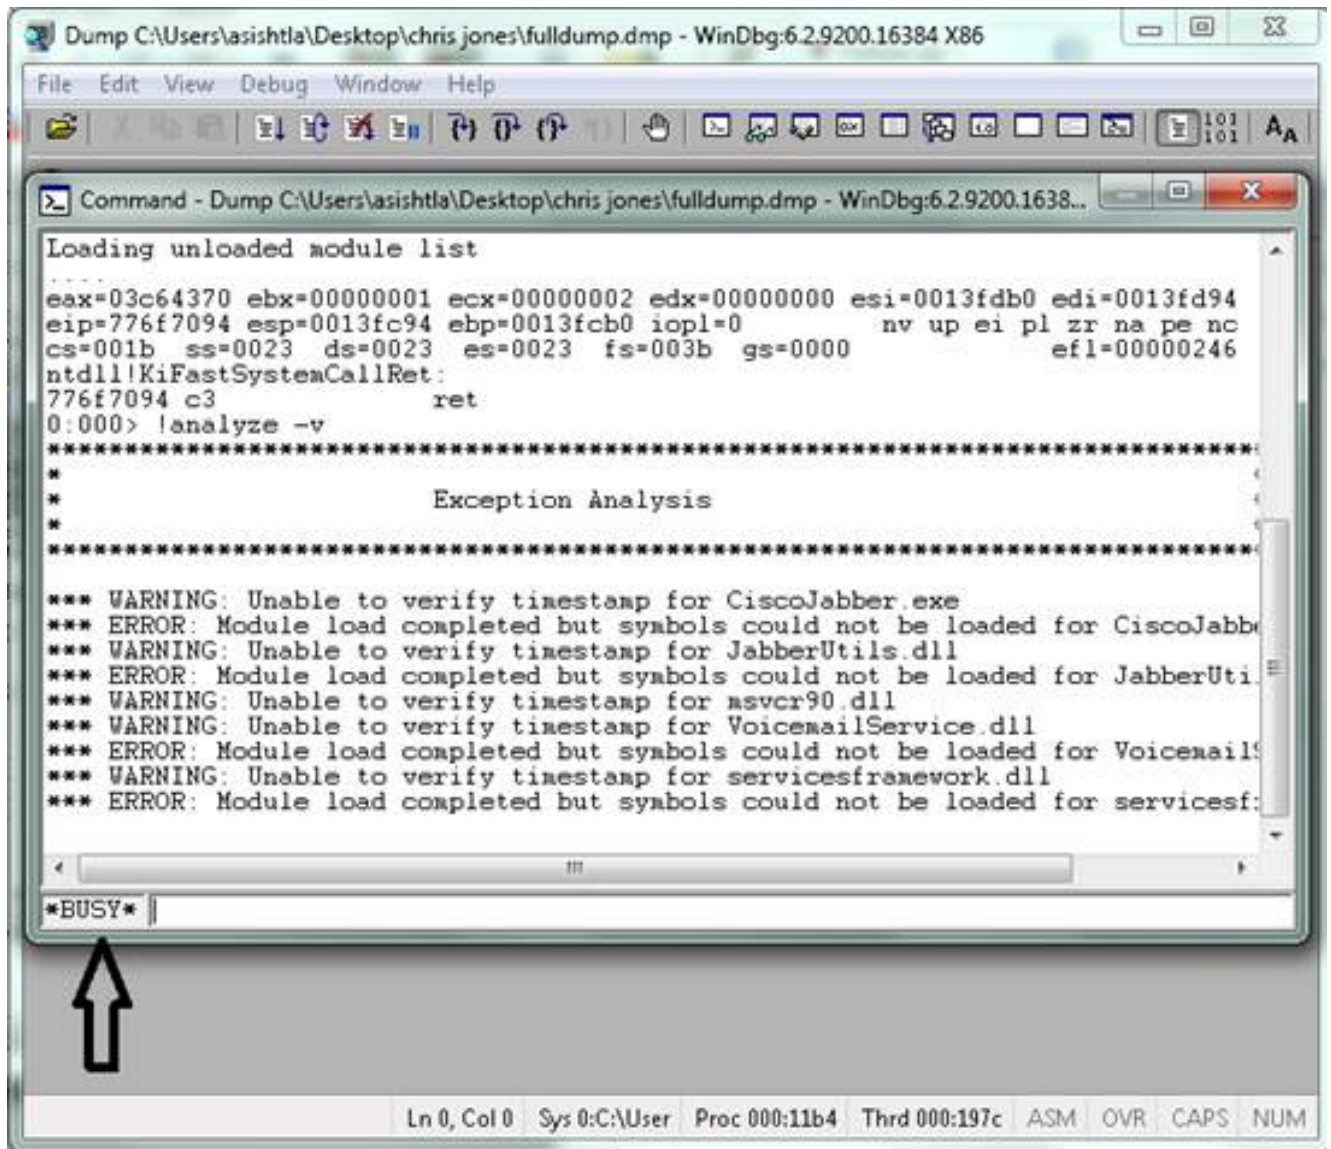 Dump C:\Users\asishtla\Desktop\chris jones\fulldump.dmp - WinDbg:6.2.9200.16384 X86
File Edit View Debug Window Help
101
101
AA
Command - Dump C:\Users\asishtla\Desktop\chris jones\fulldump.dmp - WinDbg:6.2.9200.1638...
Loading unloaded module list
....
eax=03c64370 ebx=00000001 ecx=00000002 edx=00000000 esi=0013fdb0 edi=0013fd94
eip=776f7094 esp=0013fc94 ebp=0013fcb0 iopl=0 nv up ei pl zr na pe nc
cs=001b ss=0023 ds=0023 es=0023 fs=003b gs=0000 efl=00000246
ntdll!KiFastSystemCallRet:
776f7094 c3 ret
0:000> !analyze -v
*******************************************************************************
*
* Exception Analysis
*
*******************************************************************************
*** WARNING: Unable to verify timestamp for CiscoJabber.exe
*** ERROR: Module load completed but symbols could not be loaded for CiscoJabbe
*** WARNING: Unable to verify timestamp for JabberUtils.dll
*** ERROR: Module load completed but symbols could not be loaded for JabberUti
*** WARNING: Unable to verify timestamp for msvcr90.dll
*** WARNING: Unable to verify timestamp for VoicemailService.dll
*** ERROR: Module load completed but symbols could not be loaded for Voicemail
*** WARNING: Unable to verify timestamp for servicesframework.dll
*** ERROR: Module load completed but symbols could not be loaded for servicesf
*BUSY*
Ln 0, Col 0 Sys 0:C:\User Proc 000:11b4 Thrd 000:197c ASM OVR CAPS NUM